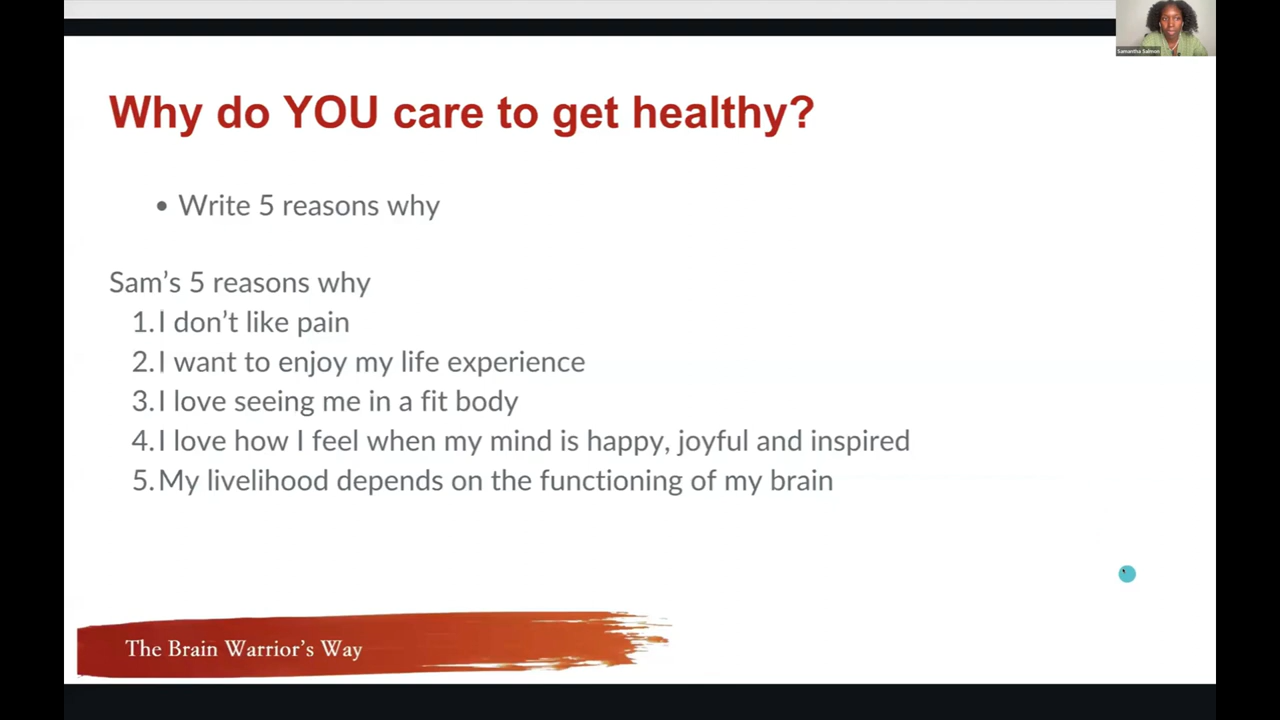 Samantha Salmon
Why do YOU care to get healthy?
• Write 5 reasons why
Sam's 5 reasons why
1. I don't like pain
2. I want to enjoy my life experience
3. I love seeing me in a fit body
4. I love how I feel when my mind is happy, joyful and inspired
5. My livelihood depends on the functioning of my brain
The Brain Warrior's Way